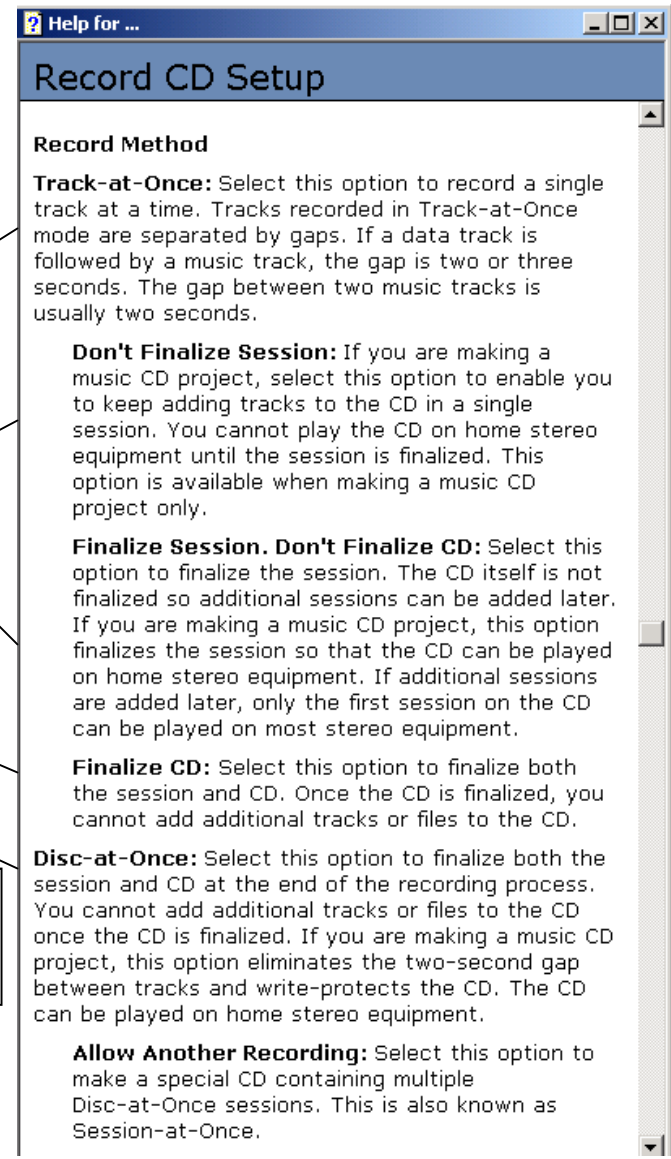 Help for ...
Record CD Setup
Record Method
Track-at-Once: Select this option to record a single
track at a time. Tracks recorded in Track-at-Once
mode are separated by gaps. If a data track is
followed by a music track, the gap is two or three
seconds. The gap between two music tracks is
usually two seconds.
Don't Finalize Session: If you are making a
music CD project, select this option to enable you
to keep adding tracks to the CD in a single
session. You cannot play the CD on home stereo
equipment until the session is finalized. This
option is available when making a music CD
project only.
Finalize Session. Don't Finalize CD: Select this
option to finalize the session. The CD itself is not
finalized so additional sessions can be added later.
If you are making a music CD project, this option
finalizes the session so that the CD can be played
on home stereo equipment. If additional sessions
are added later, only the first session on the CD
can be played on most stereo equipment.
Finalize CD: Select this option to finalize both
the session and CD. Once the CD is finalized, you
cannot add additional tracks or files to the CD.
Disc-at-Once: Select this option to finalize both the
session and CD at the end of the recording process.
You cannot add additional tracks or files to the CD
once the CD is finalized. If you are making a music CD
project, this option eliminates the two-second gap
between tracks and write-protects the CD. The CD
can be played on home stereo equipment.
Allow Another Recording: Select this option to
make a special CD containing multiple
Disc-at-Once sessions. This is also known as
Session-at-Once.